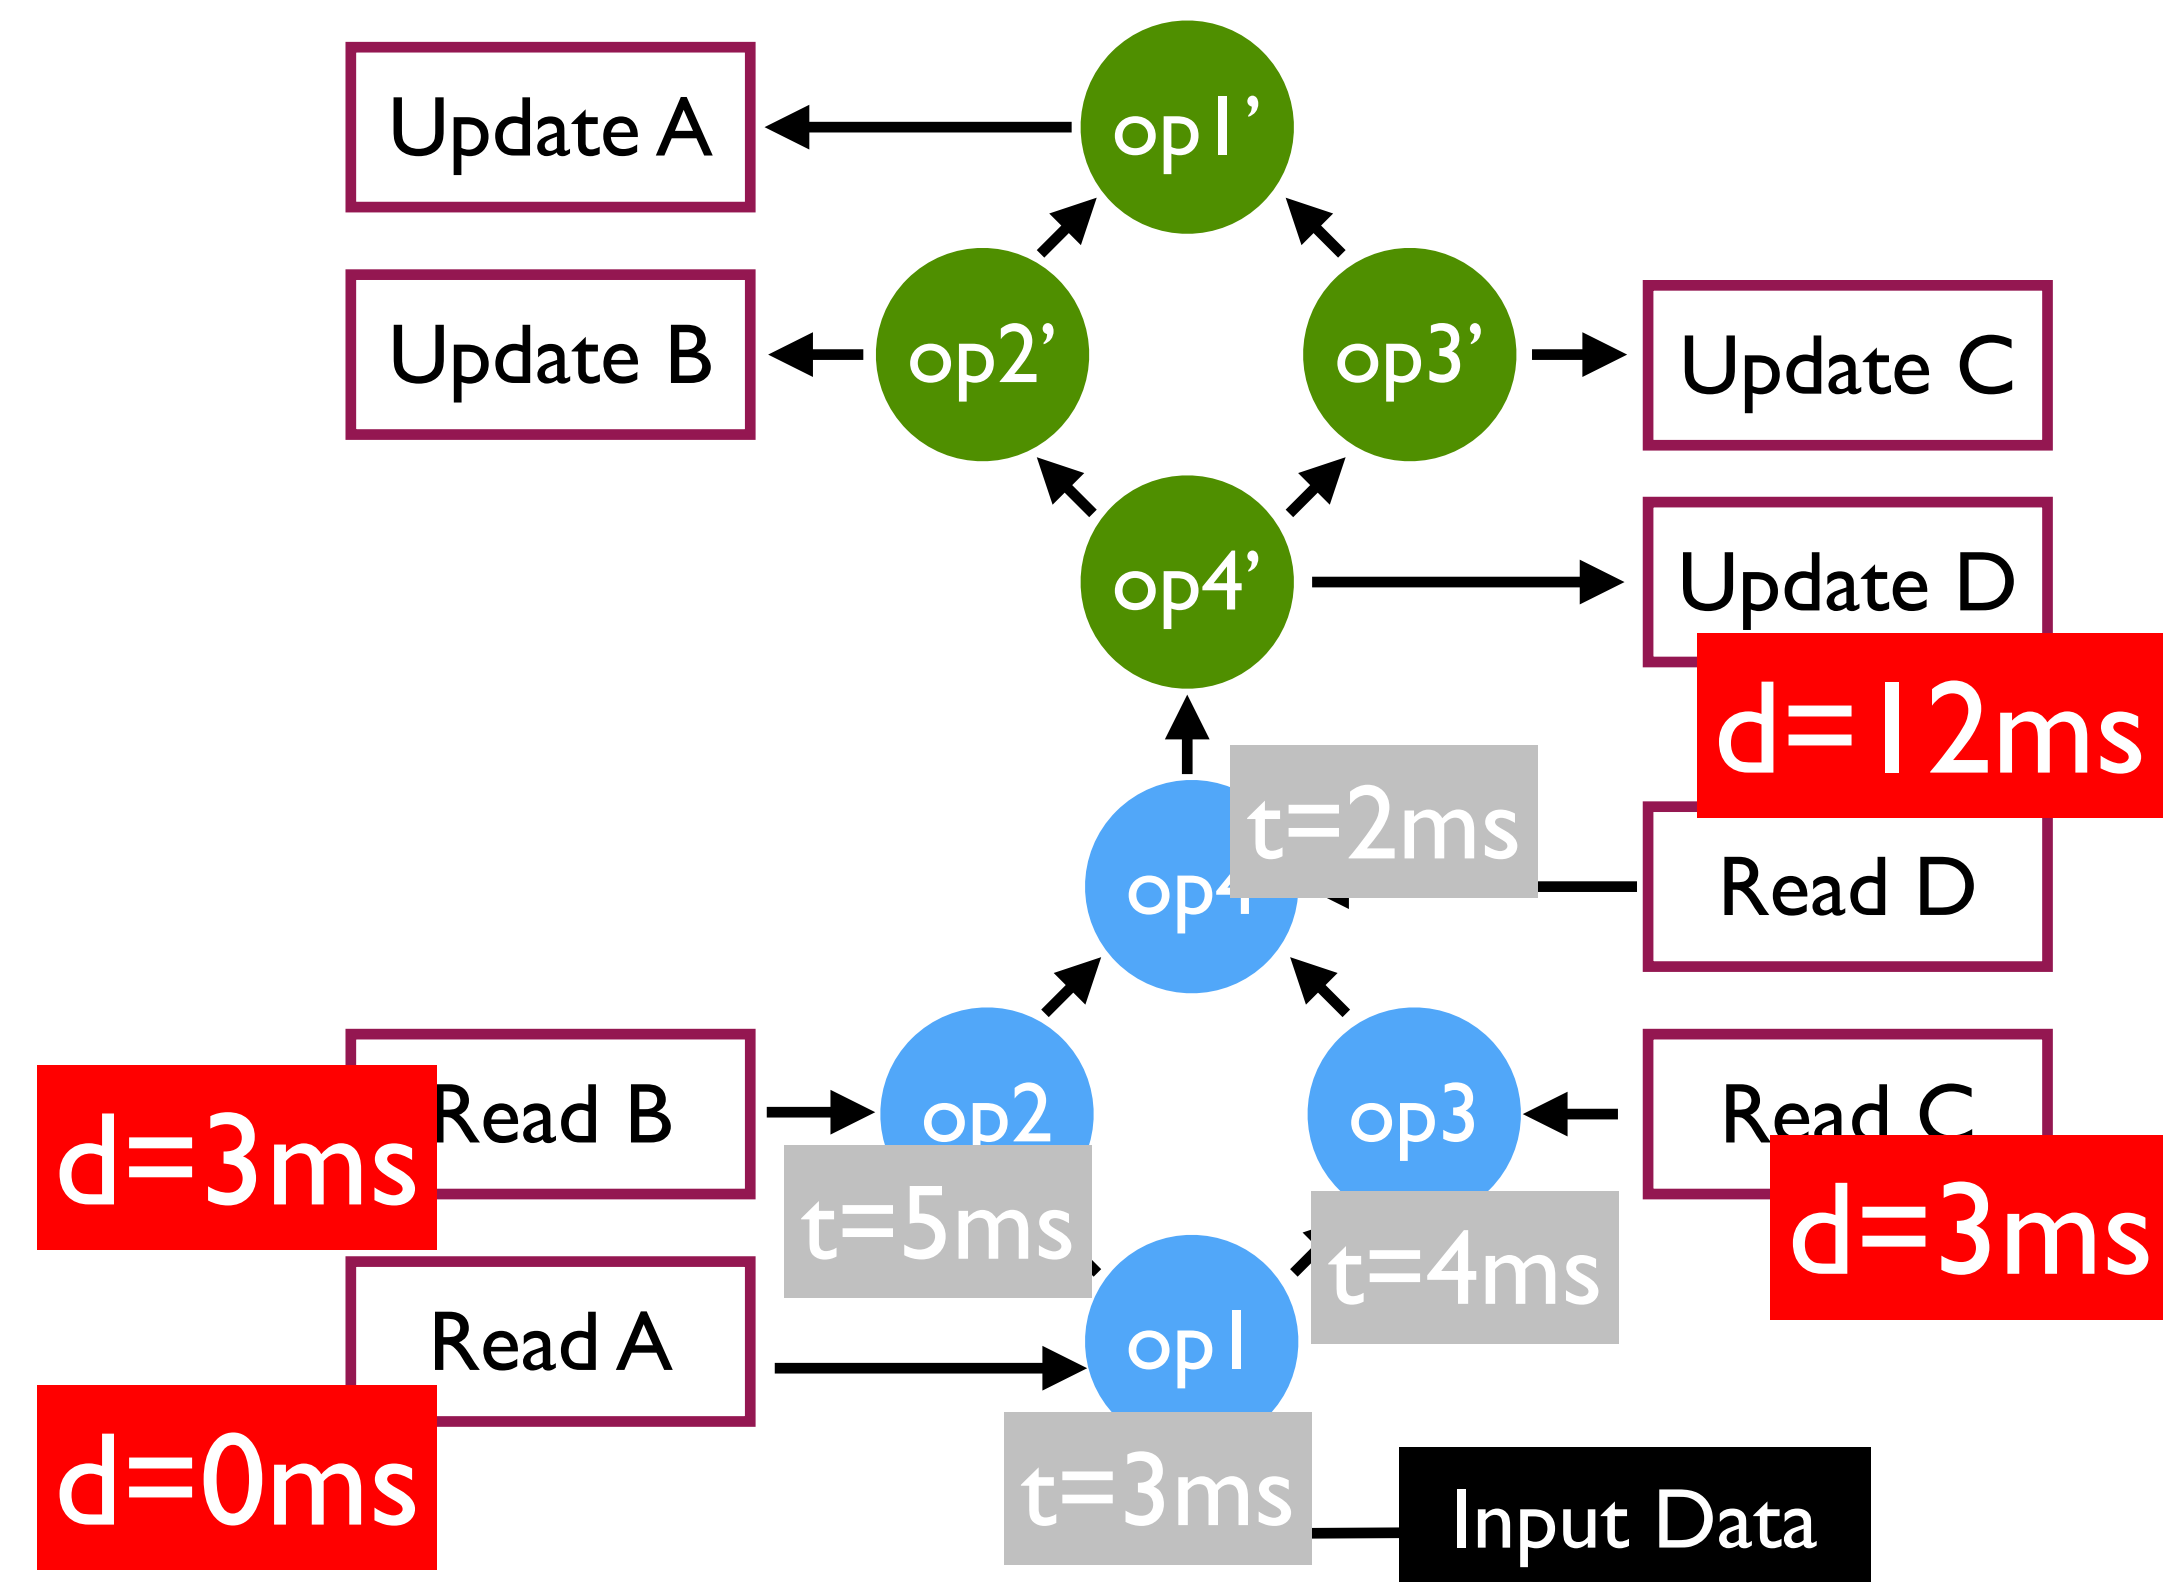 Update A
op1’
Update B
op2’
op3’
Update C
op4’
Update D
d=12ms
t=2ms
op4
Read D
Read B
op2
op3
Read C
d=3ms
t=5ms
t=4ms
d=3ms
Read A
op1
d=0ms
t=3ms
Input Data